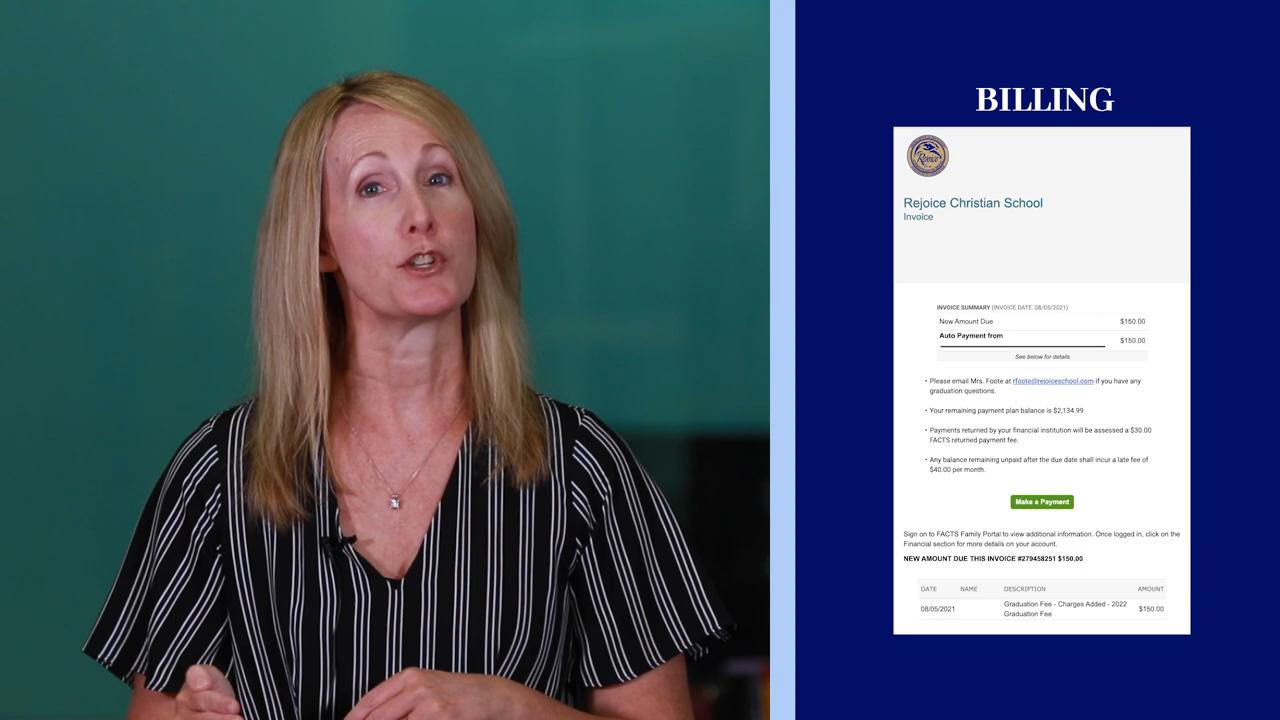 BILLING
Rejoice
Rejoice Christian School
Invoice
INVOICE SUMMARY (INVOICE DATE: 08/05/2021)
New Amount Due $150.00
Auto Payment from
$150.00
See below for details
• Please email Mrs. Foote at rfoote@rejoiceschool.com if you have any
graduation questions.
• Your remaining payment plan balance is $2,134.99
• Payments returned by your financial institution will be assessed a $30.00
FACTS returned payment fee.
• Any balance remaining unpaid after the due date shall incur a late fee of
$40.00 per month.
Make a Payment
Sign on to FACTS Family Portal to view additional information. Once logged in, click on the
Financial section for more details on your account.
NEW AMOUNT DUE THIS INVOICE #279458251 $150.00
DATE NAME DESCRIPTION AMOUNT
08/05/2021 Graduation Fee - Charges Added - 2022 $150.00
Graduation Fee